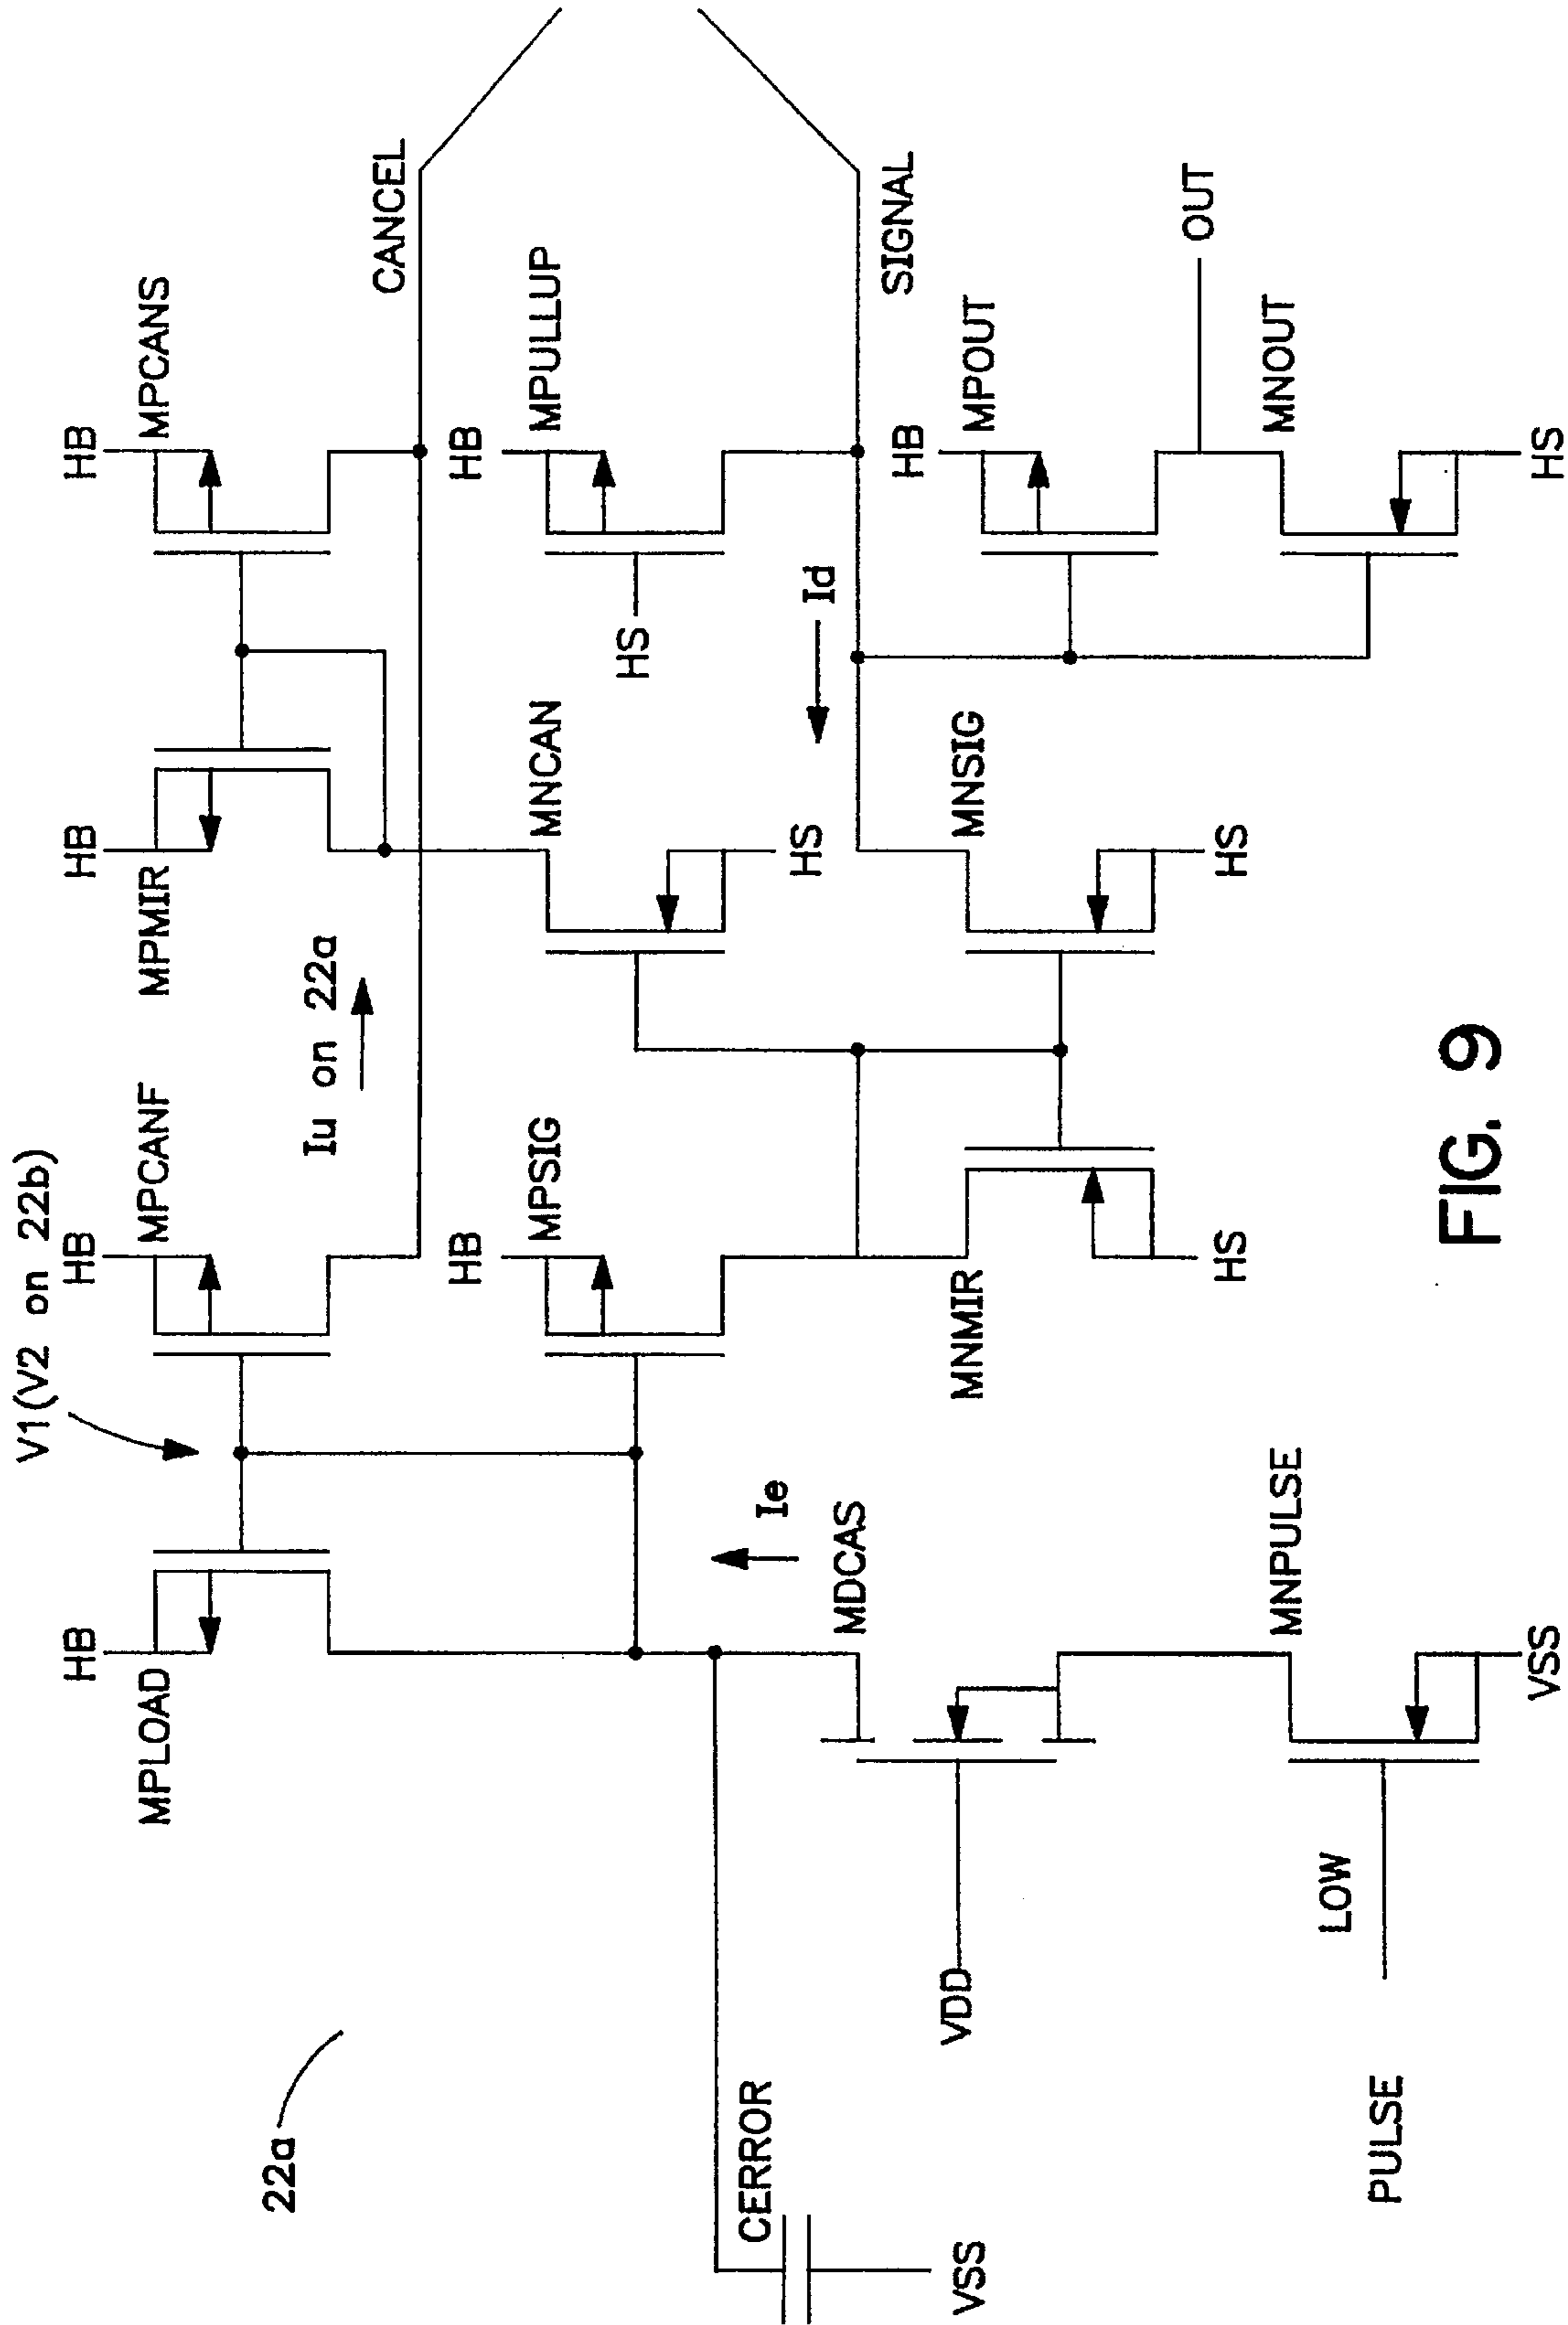 V1(V2 on 22b)
HB
HB
HB
HB
MPLOAD
MPCANF
MPMIR
MPCANS
22a
Iu on 22a
CANCEL
HB
HB
MPSIG
MNCAN
MPULLUP
HS
CERROR
Ie
HS
Id
MDCAS
SIGNAL
HB
VSS
VDD
MNMIR
MNSIG
MPOUT
OUT
HS
HS
MNPULSE
MNOUT
LOW
PULSE
FIG. 9
VSS
HS